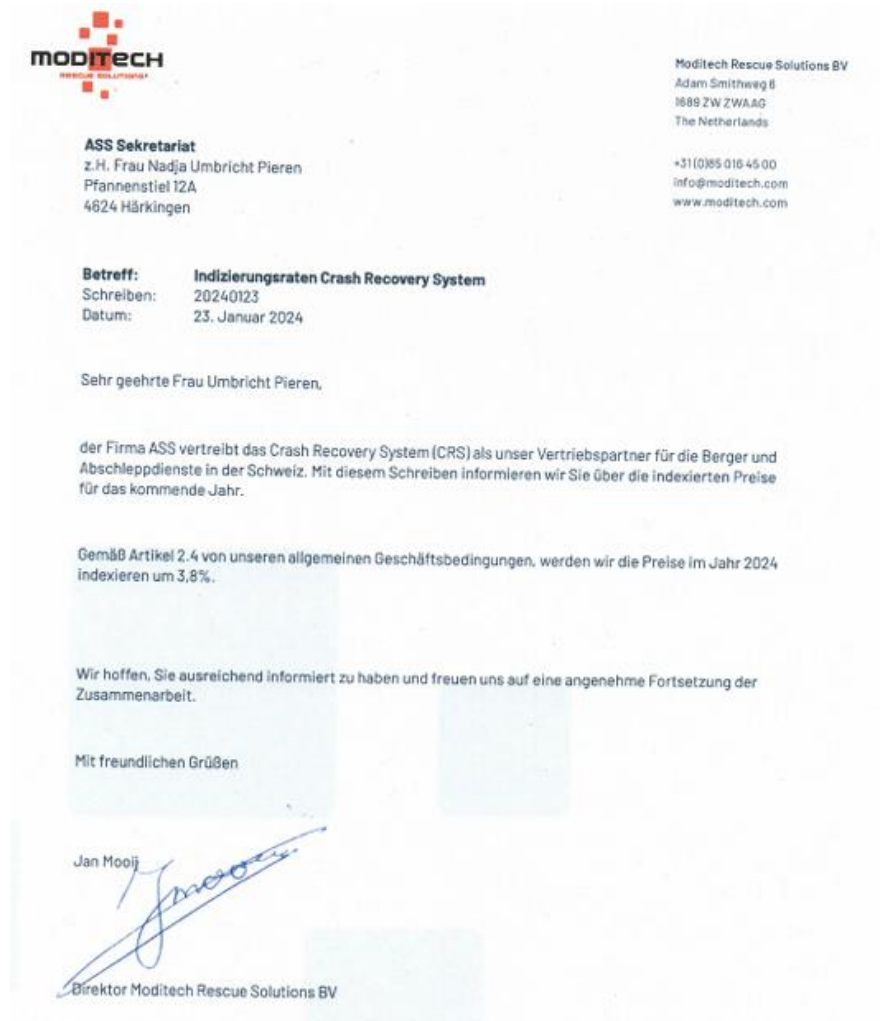 MODITECH
RESCUE SOLUTIONS
Moditech Rescue Solutions BV
Adam Smithweg 6
1689 ZW ZWAAG
The Netherlands
+31(0)85 016 45 00
info@moditech.com
www.moditech.com
ASS Sekretariat
z.H. Frau Nadja Umbricht Pieren
Pfannenstiel 12A
4624 Härkingen
Betreff: Indizierungsraten Crash Recovery System
Schreiben: 20240123
Datum: 23. Januar 2024
Sehr geehrte Frau Umbricht Pieren,
der Firma ASS vertreibt das Crash Recovery System (CRS) als unser Vertriebspartner für die Berger und
Abschleppdienste in der Schweiz. Mit diesem Schreiben informieren wir Sie über die indexierten Preise
für das kommende Jahr.
Gemäß Artikel 2.4 von unseren allgemeinen Geschäftsbedingungen, werden wir die Preise im Jahr 2024
indexieren um 3,8%.
Wir hoffen, Sie ausreichend informiert zu haben und freuen uns auf eine angenehme Fortsetzung der
Zusammenarbeit.
Mit freundlichen Grüßen
Jan Mooij
Direktor Moditech Rescue Solutions BV